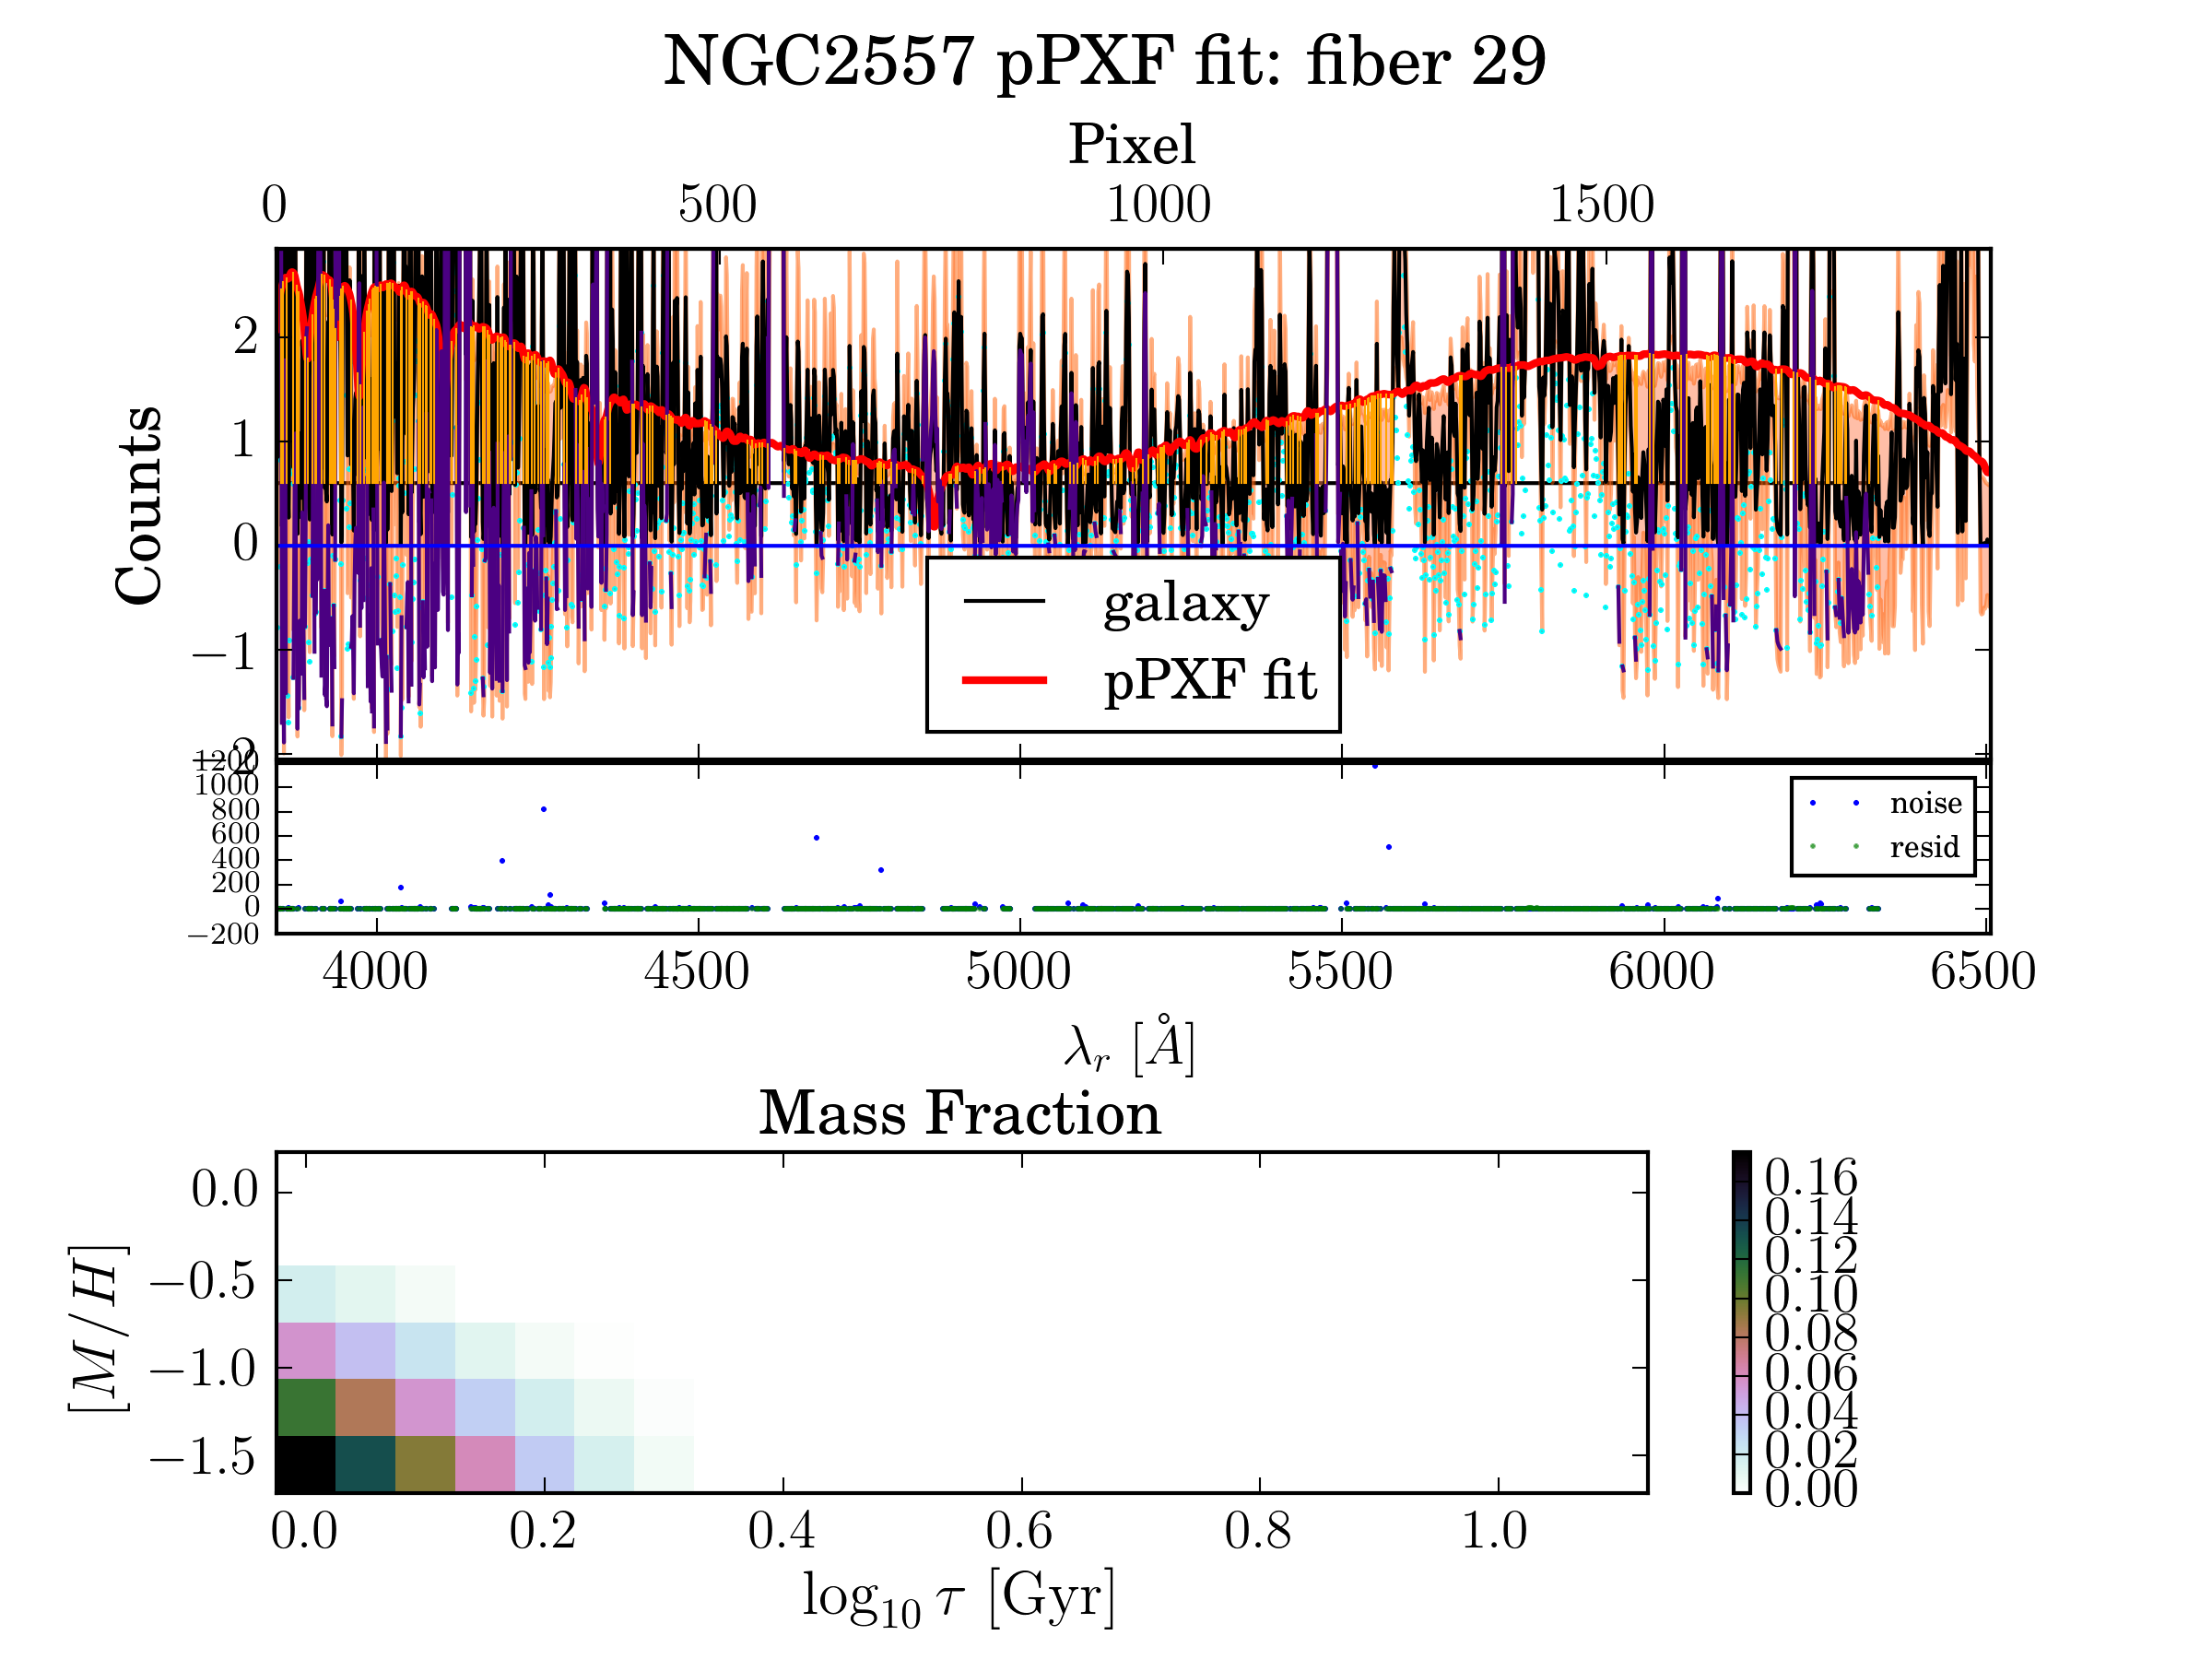 NGC2557 pPXF fit: fiber 29
Pixel
0 500 1000 1500
Counts
2
1
0
−1
−2
galaxy
pPXF fit
1200
1000
800
600
400
200
0
−200
noise
resid
4000 4500 5000 5500 6000 6500
λr [Å]
Mass Fraction
[M/H]
0.0
−0.5
−1.0
−1.5
0.0 0.2 0.4 0.6 0.8 1.0
log10 τ [Gyr]
0.16
0.14
0.12
0.10
0.08
0.06
0.04
0.02
0.00